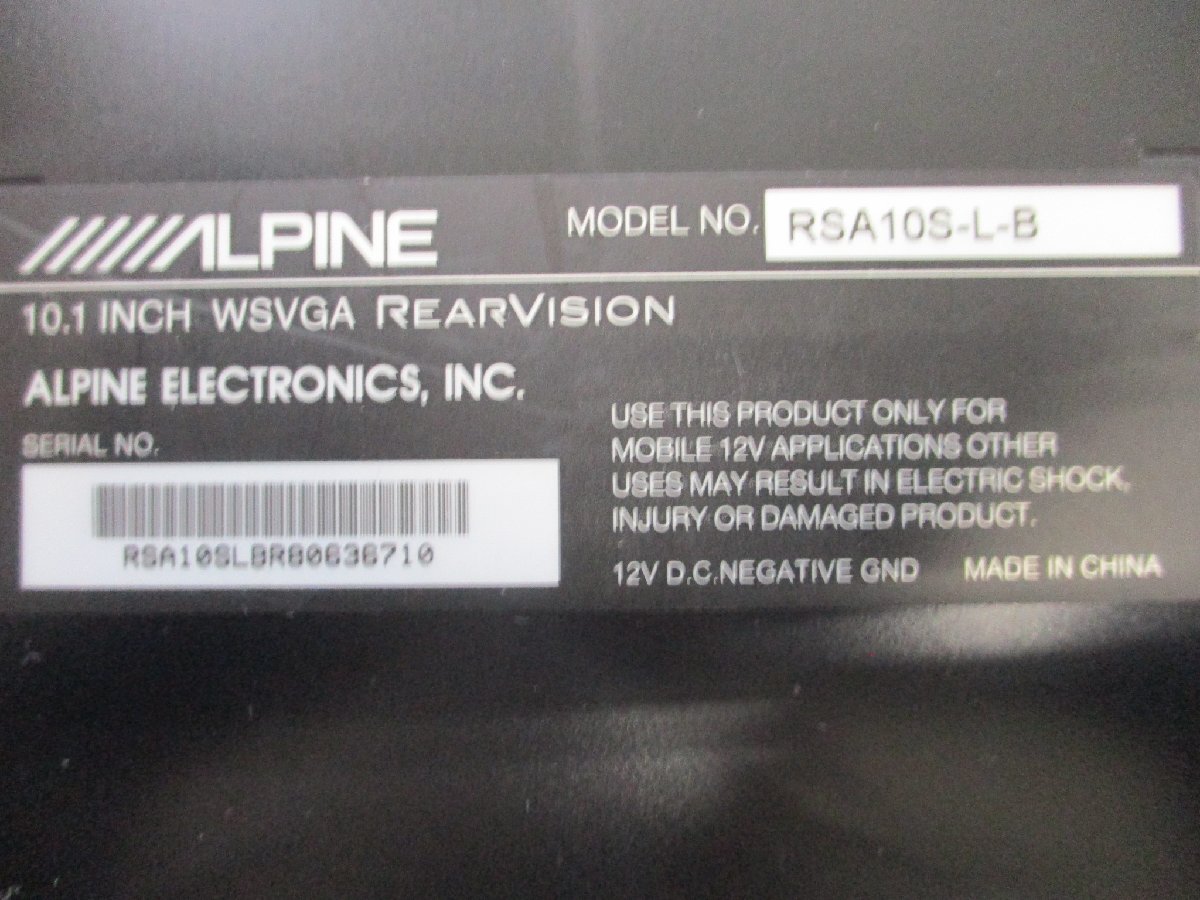 ALPINE
MODEL NO. RSA10S-L-B
10.1 INCH WSVGA REARVISION
ALPINE ELECTRONICS, INC.
SERIAL NO.
RSA10SLBR80636710
USE THIS PRODUCT ONLY FOR
MOBILE 12V APPLICATIONS OTHER
USES MAY RESULT IN ELECTRIC SHOCK,
INJURY OR DAMAGED PRODUCT.
12V D.C.NEGATIVE GND MADE IN CHINA